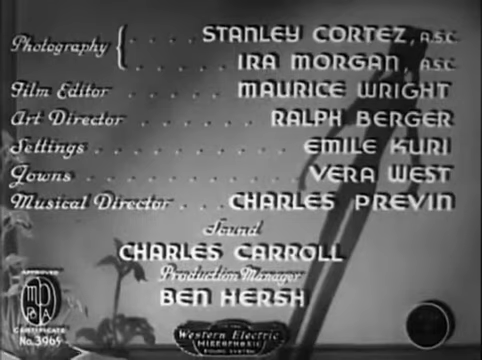 Photography { . . . . STANLEY CORTEZ, A.S.C.
. . . . . IRA MORGAN, A.S.C.
Film Editor . . . . . MAURICE WRIGHT
Art Director . . . . . . RALPH BERGER
Settings . . . . . . . . . EMILE KURI
Gowns . . . . . . . . . . VERA WEST
Musical Director . . . CHARLES PREVIN
Sound
CHARLES CARROLL
Production Manager
BEN HERSH
APPROVED
MPPDA
CERTIFICATE
No. 3965
Western Electric
MIRROPHONIC
SOUND SYSTEM